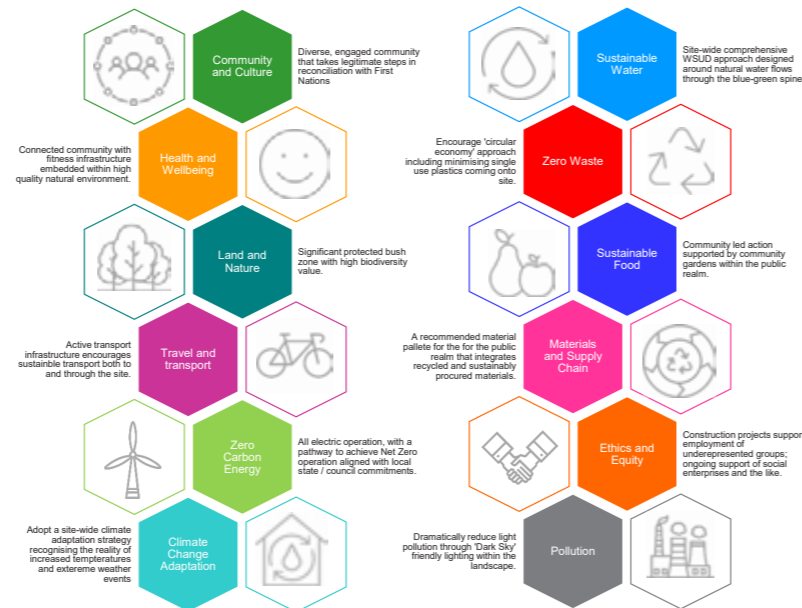 Community
and Culture
Diverse, engaged community
that takes legitimate steps in
reconciliation with First
Nations
Connected community with
fitness infrastructure
embedded within high
quality natural environment.
Health and
Wellbeing
Land and
Nature
Significant protected bush
zone with high biodiversity
value.
Active transport
infrastructure encourages
sustainble transport both to
and through the site.
Travel and
transport
Zero
Carbon
Energy
All electric operation, with a
pathway to achieve Net Zero
operation aligned with local
state / council commitments.
Adopt a site-wide climate
adaptation strategy
recognising the reality of
increased temptperatures
and extereme weather
events
Climate
Change
Adaptation
Sustainable
Water
Site-wide comprehensive
WSUD approach designed
around natural water flows
through the blue-green spine
Encourage 'circular
economy' approach
including minimising single
use plastics coming onto
site.
Zero Waste
Sustainable
Food
Community led action
supported by community
gardens within the public
realm.
A recommended material
pallete for the for the public
realm that integrates
recycled and sustainably
procured materials.
Materials
and Supply
Chain
Ethics and
Equity
Construction projects support
employment of
underepresented groups;
ongoing support of social
enterprises and the like.
Dramatically reduce light
pollution through 'Dark Sky'
friendly lighting within the
landscape.
Pollution